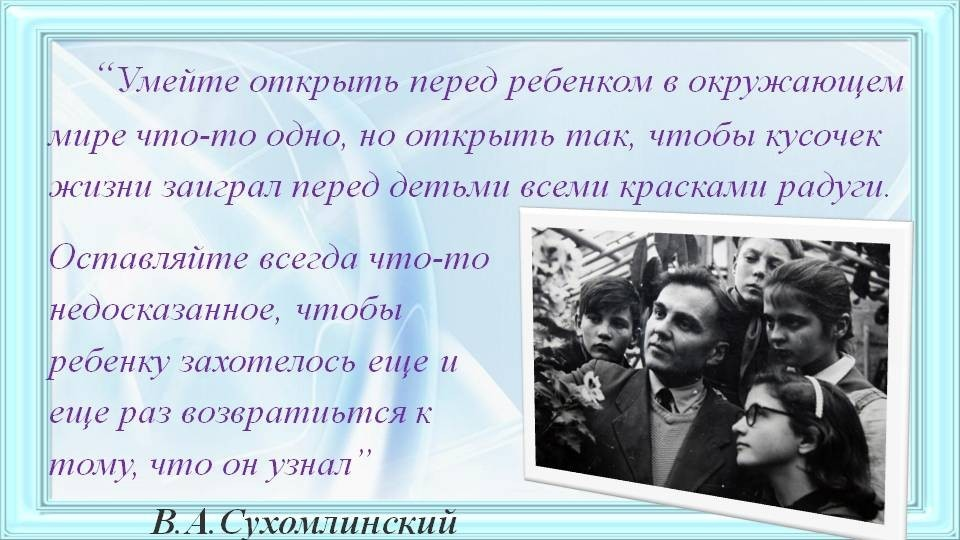 “Умейте открыть перед ребенком в окружающем
мире что-то одно, но открыть так, чтобы кусочек
жизни заиграл перед детьми всеми красками радуги.
Оставляйте всегда что-то
недосказанное, чтобы
ребенку захотелось еще и
еще раз возвратиьтся к
тому, что он узнал”
В.А.Сухомлинский